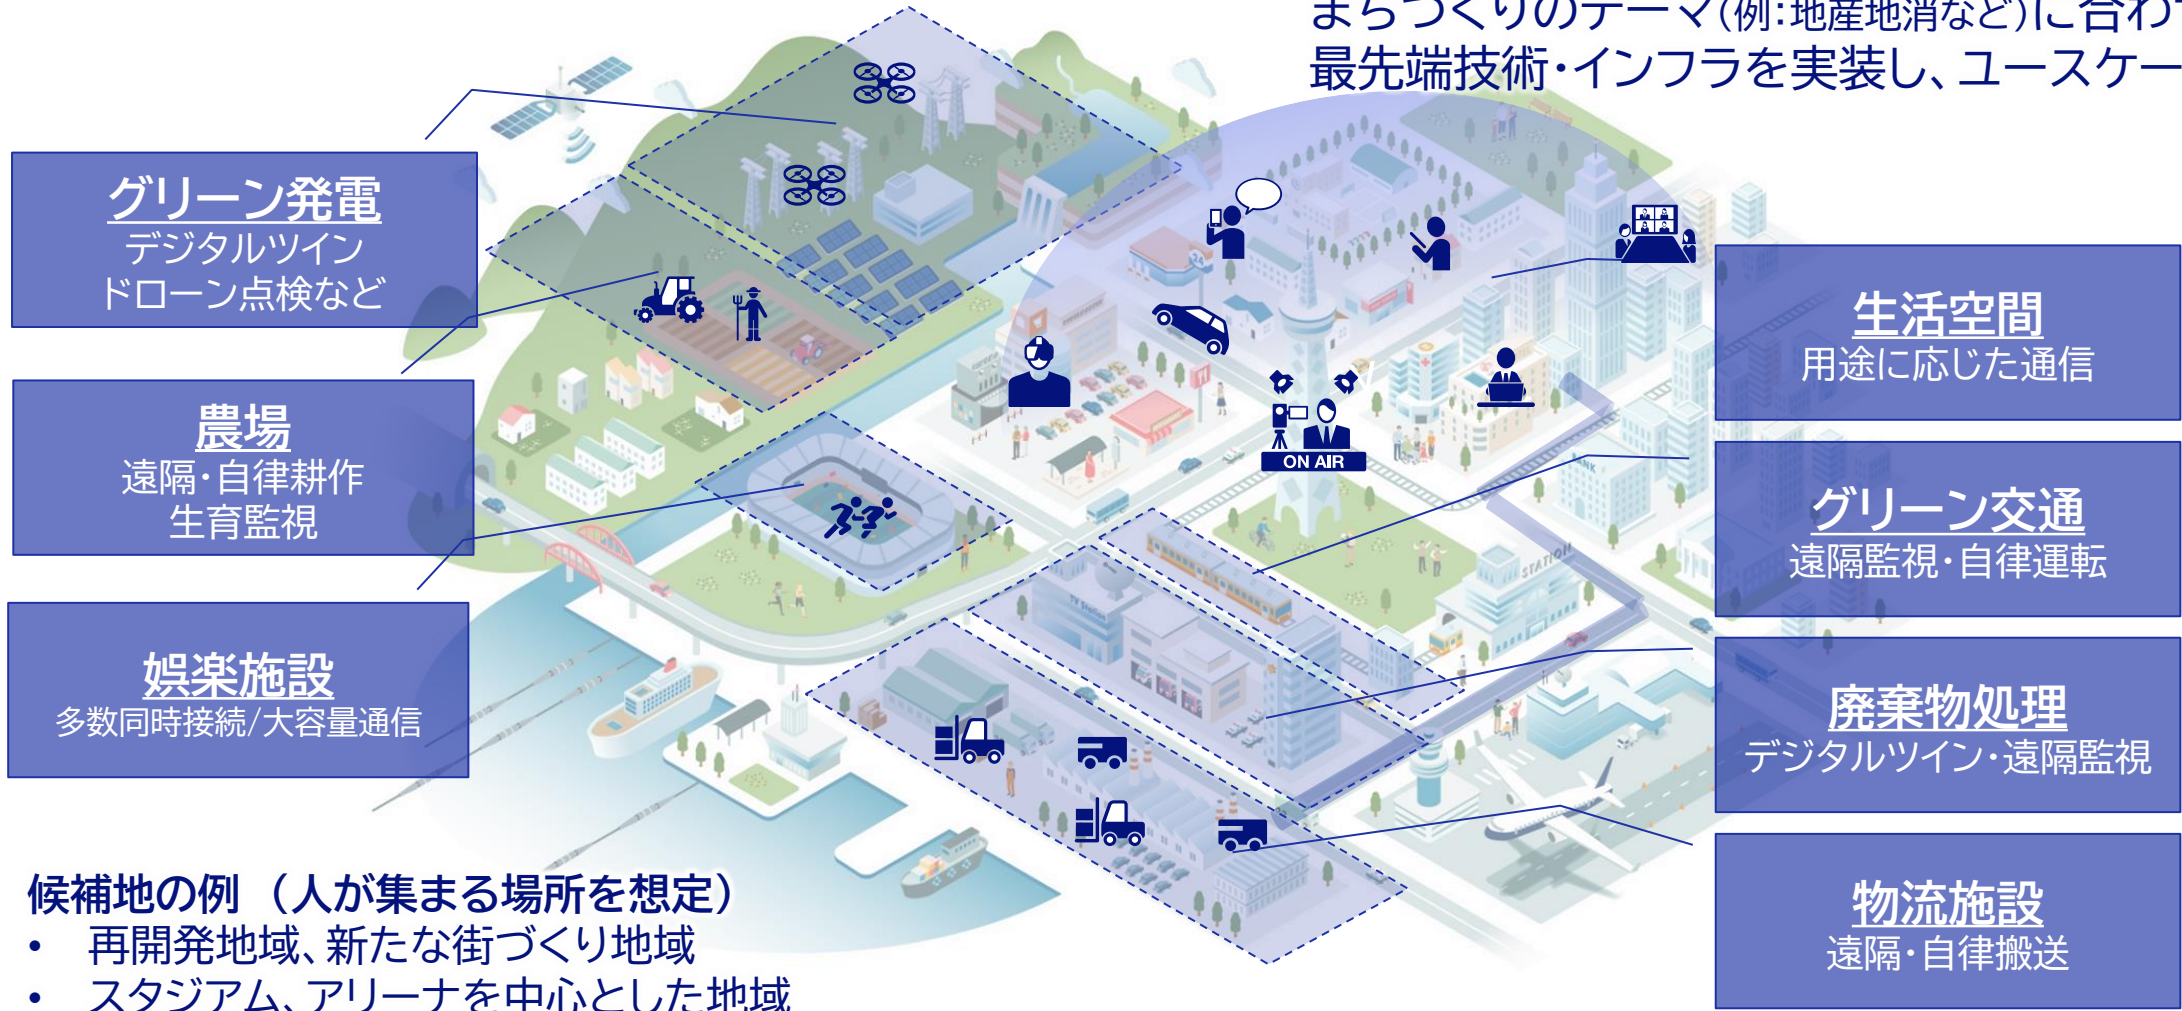 まちづくりのテーマ(例:地産地消など)に合わせ
最先端技術・インフラを実装し、ユースケー
グリーン発電
デジタルツイン
ドローン点検など
農場
遠隔・自律耕作
生育監視
娯楽施設
多数同時接続/大容量通信
生活空間
用途に応じた通信
グリーン交通
遠隔監視・自律運転
廃棄物処理
デジタルツイン・遠隔監視
物流施設
遠隔・自律搬送
24
ON AIR
BANK
STATION
TV Station
候補地の例 (人が集まる場所を想定)
• 再開発地域、新たな街づくり地域
• スタジアム、アリーナを中心とした地域